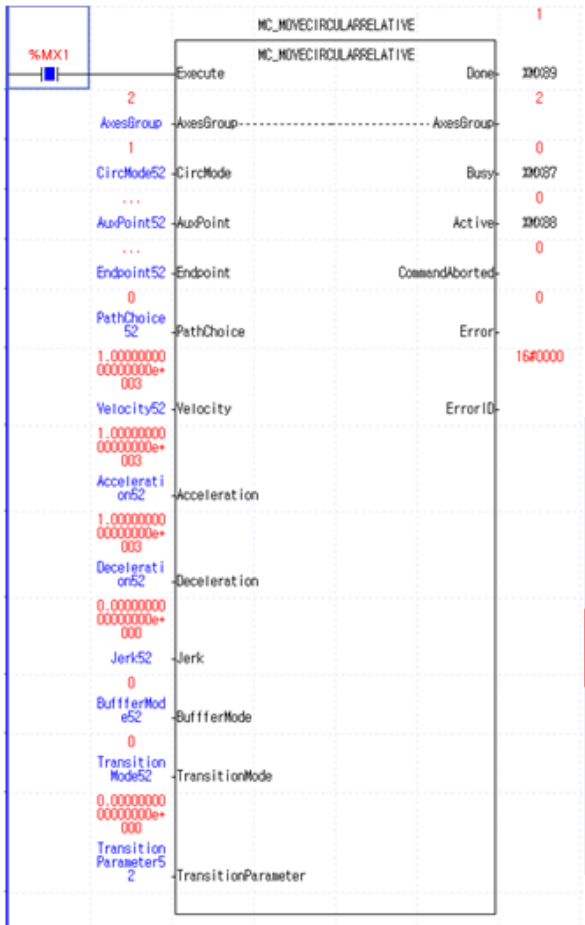 MC_MOVECIRCULARRELATIVE
1
%MX1
MC_MOVECIRCULARRELATIVE
Execute
Done
2
2
AxesGroup
AxesGroup
AxesGroup
1
0
CircMode52
CircMode
Busy
...
0
AuxPoint52
AuxPoint
Active
...
0
Endpoint52
Endpoint
CommandAborted
0
0
PathChoice
52
PathChoice
Error
1.00000000
00000000e+
003
16#0000
Velocity52
Velocity
ErrorID
1.00000000
00000000e+
003
Accelerati
on52
Acceleration
1.00000000
00000000e+
003
Decelerati
on52
Deceleration
0.00000000
00000000e+
000
Jerk52
Jerk
0
BuffferMod
e52
BuffferMode
0
Transition
Mode52
TransitionMode
0.00000000
00000000e+
000
Transition
Parameter5
2
TransitionParameter